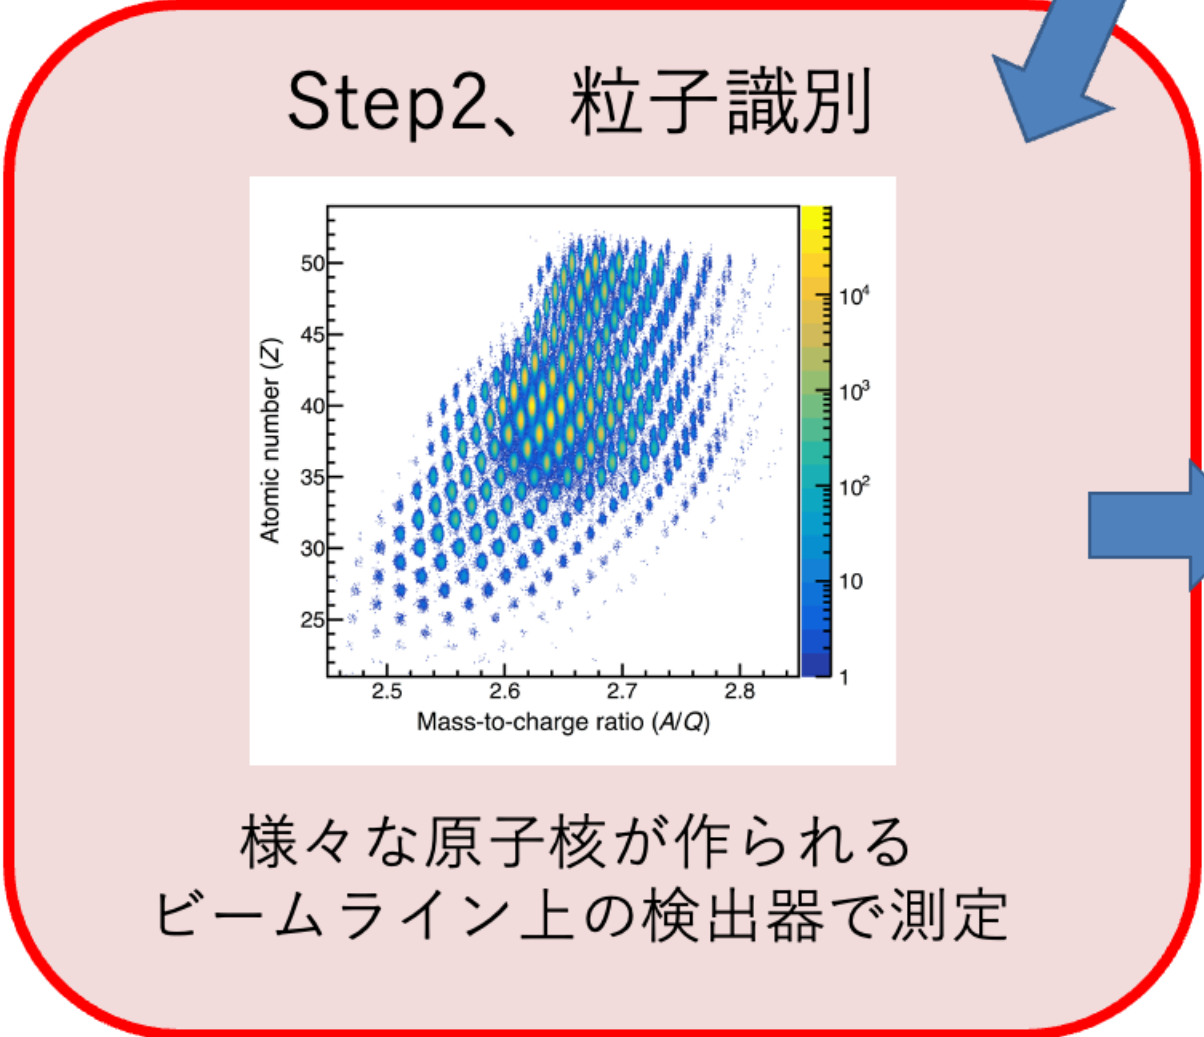 Step2、粒子識別
Atomic number (Z)
50
45
40
35
30
25
2.5 2.6 2.7 2.8
Mass-to-charge ratio (A/Q)
10⁴
10³
10²
10
1
様々な原子核が作られる
ビームライン上の検出器で測定